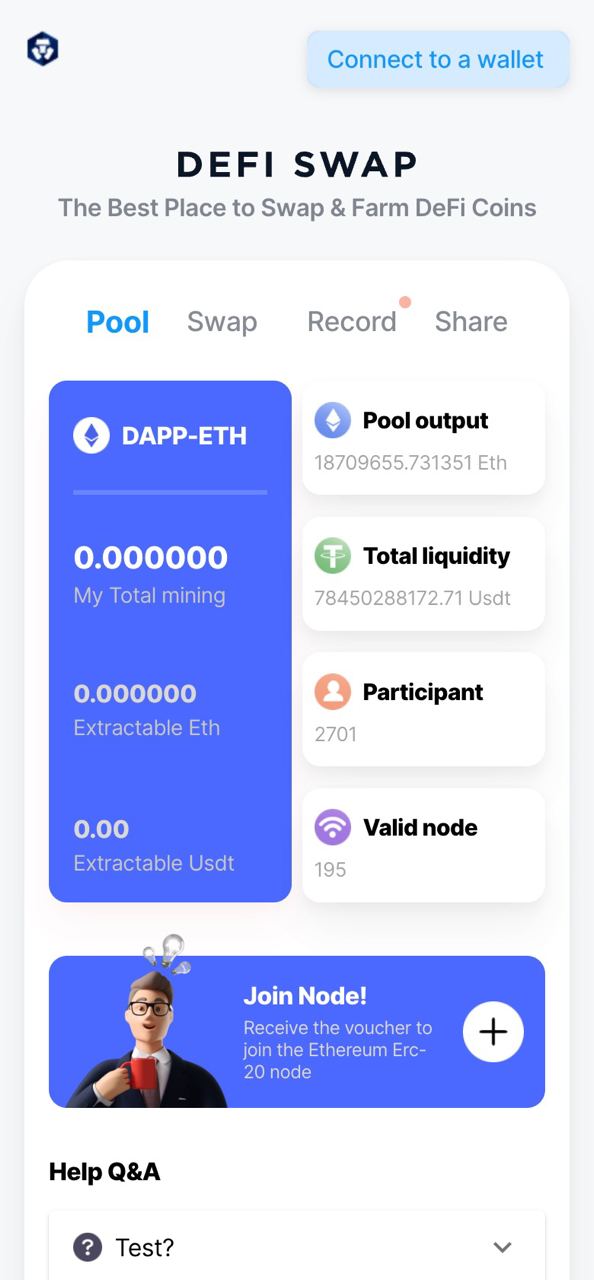 Connect to a wallet
DEFI SWAP
The Best Place to Swap & Farm DeFi Coins
Pool
Swap
Record
Share
DAPP-ETH
0.000000
My Total mining
0.000000
Extractable Eth
0.00
Extractable Usdt
Pool output
18709655.731351 Eth
Total liquidity
78450288172.71 Usdt
Participant
2701
Valid node
195
Join Node!
Receive the voucher to
join the Ethereum Erc-
20 node
Help Q&A
Test?